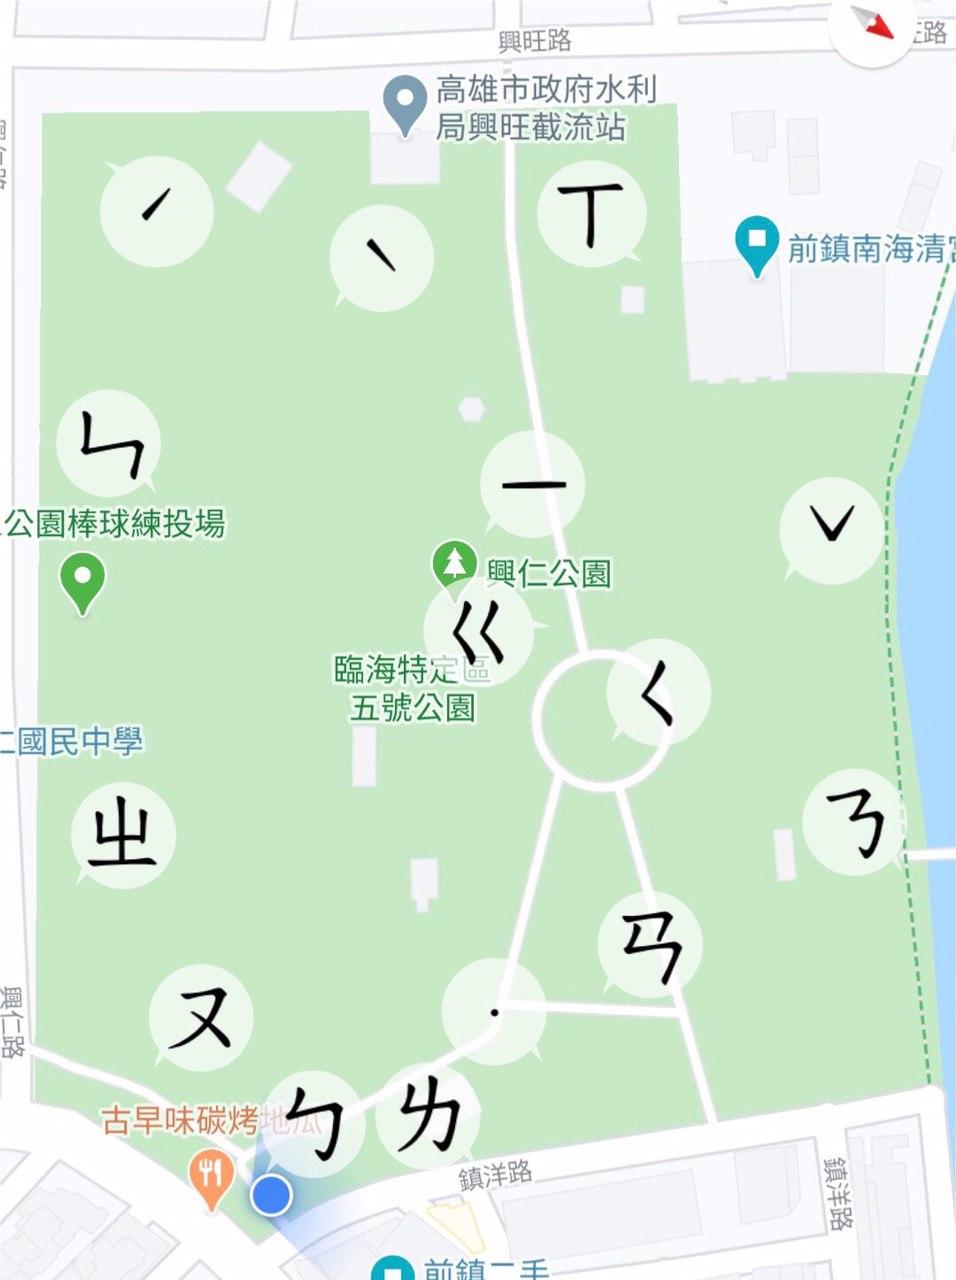 興旺路
高雄市政府水利
局興旺截流站
ˊ
ˋ
ㄒ
前鎮南海清宮
ㄣ
公園棒球練投場
一
ˇ
興仁公園
ㄍ
臨海特定區
五號公園
ㄑ
仁國民中學
ㄓ
ㄋ
ㄢ
興仁路
ㄡ
˙
古早味碳烤地瓜
ㄅ
ㄌ
鎮洋路
鎮洋路
前鎮二手